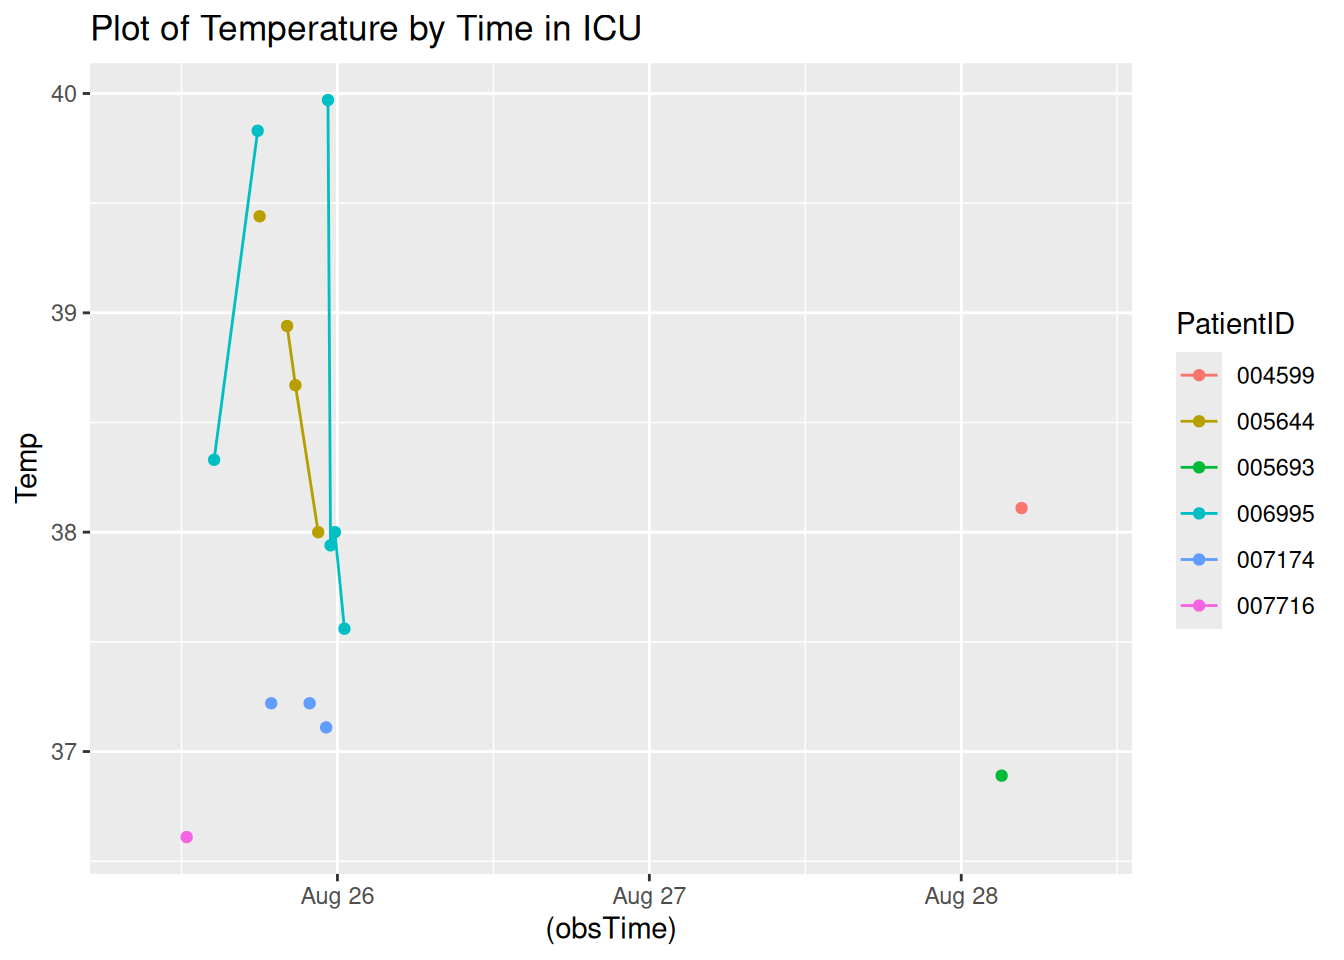 Plot of Temperature by Time in ICU
40
39
38
37
Temp
Aug 26
Aug 27
Aug 28
(obsTime)
PatientID
004599
005644
005693
006995
007174
007716